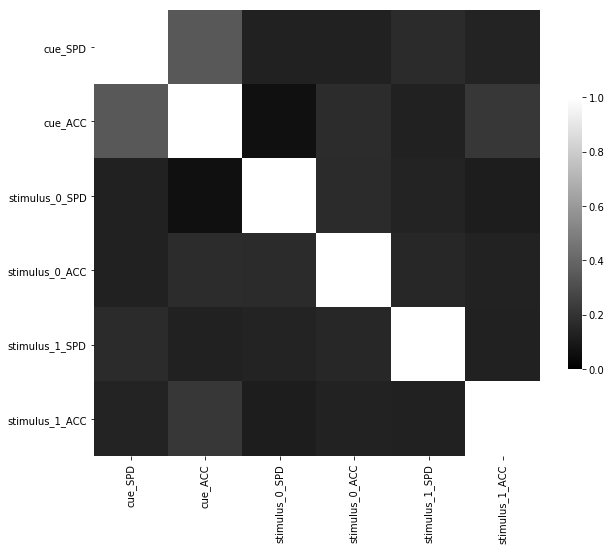 cue_SPD
cue_ACC
stimulus_0_SPD
stimulus_0_ACC
stimulus_1_SPD
stimulus_1_ACC
cue_SPD
cue_ACC
stimulus_0_SPD
stimulus_0_ACC
stimulus_1_SPD
stimulus_1_ACC
1.0
0.8
0.6
0.4
0.2
0.0